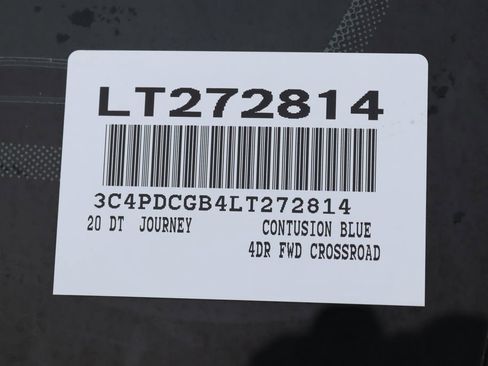 LT272814
3C4PDCGB4LT272814
20 DT JOURNEY CONTUSION BLUE
4DR FWD CROSSROAD